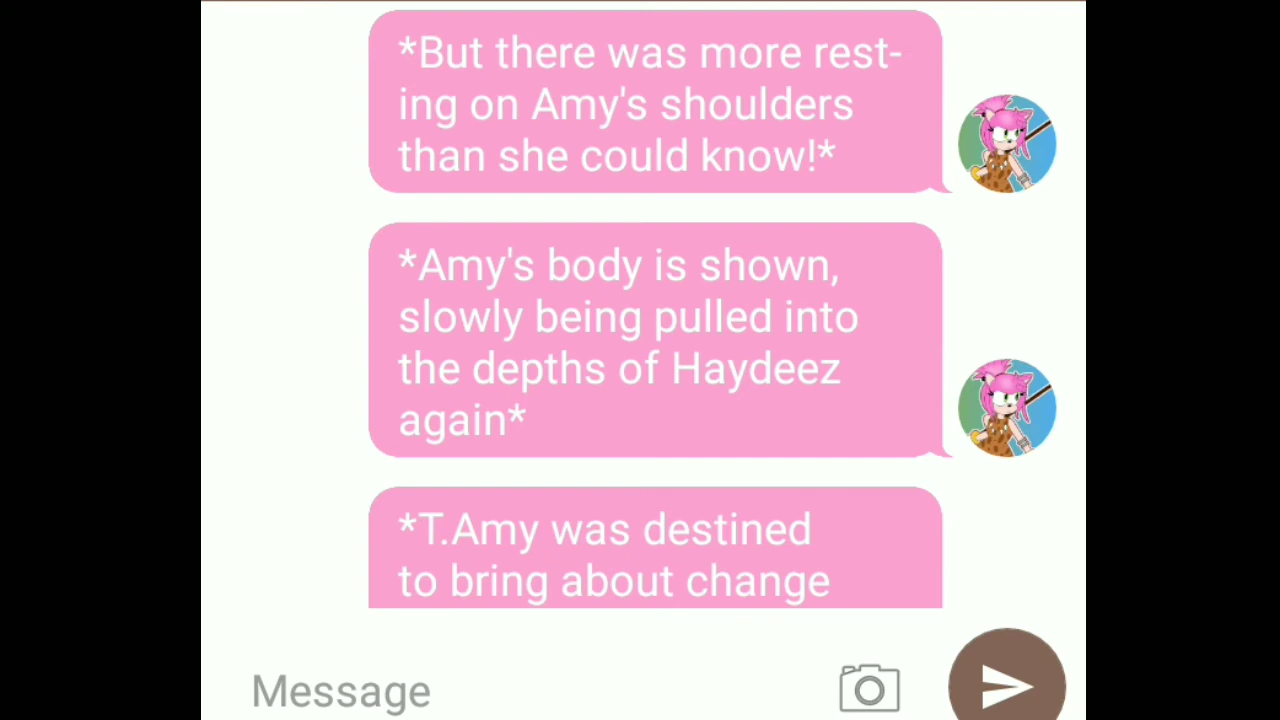 *But there was more rest-
ing on Amy's shoulders
than she could know!*
*Amy's body is shown,
slowly being pulled into
the depths of Haydeez
again*
*T.Amy was destined
to bring about change
Message